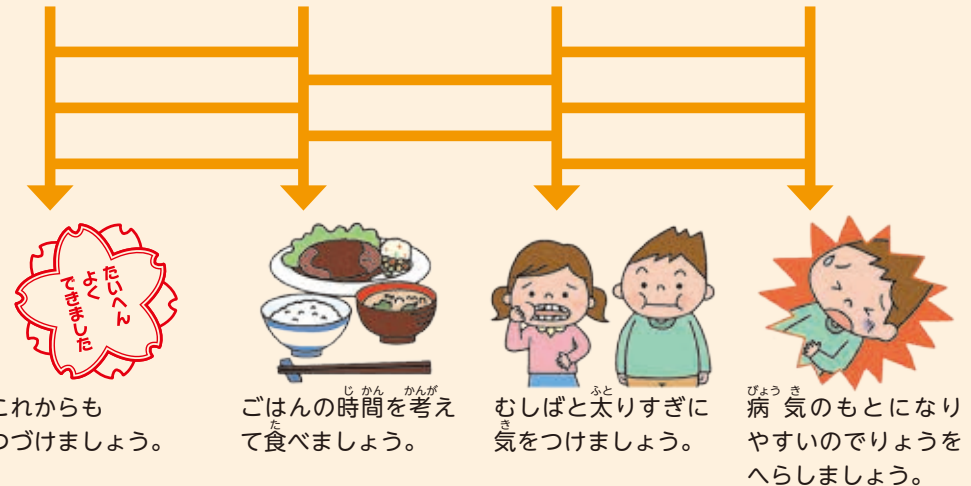 たいへん
よく
できました
これからも
つづけましょう。
ごはんの時間を考え
て食べましょう。
むしばと太りすぎに
気をつけましょう。
病気のもとになり
やすいのでりょうを
へらしましょう。